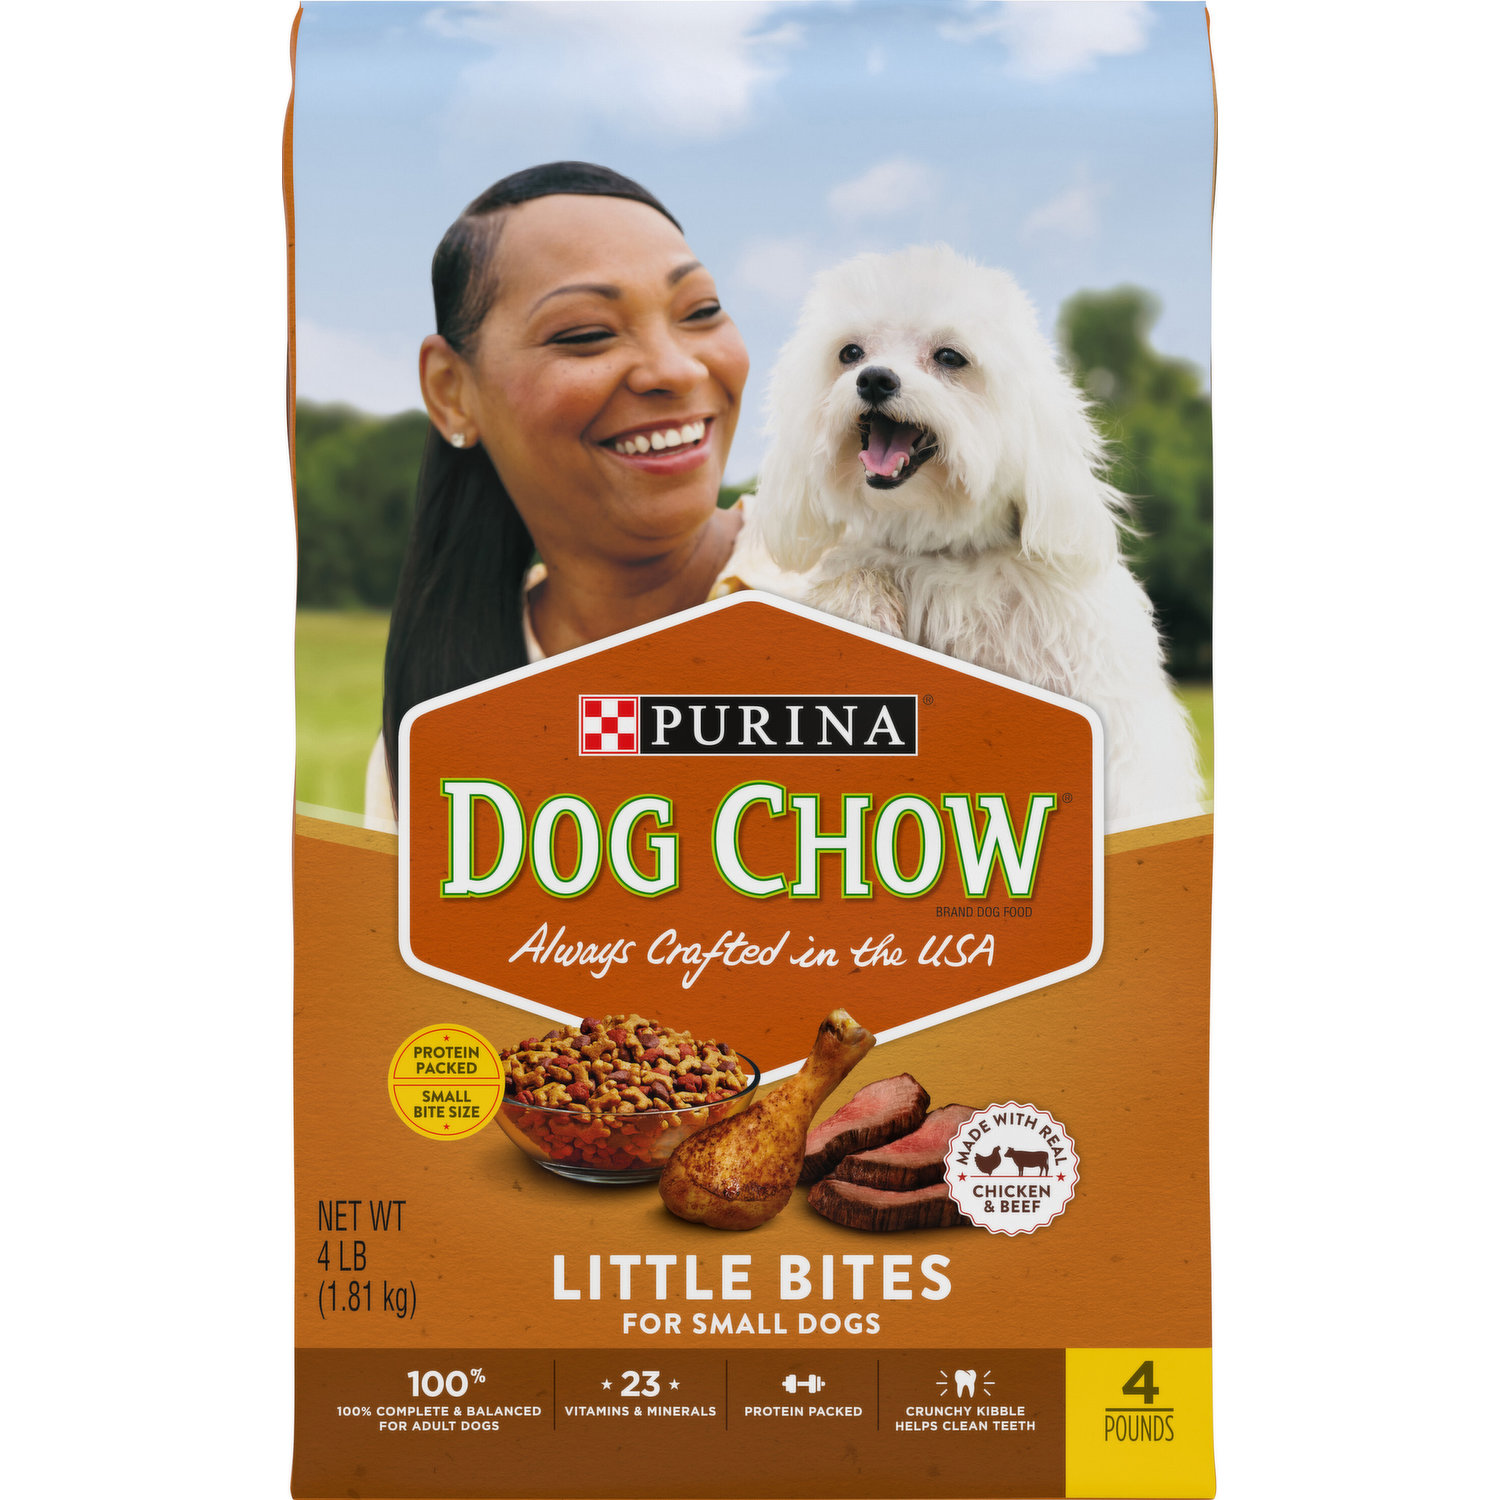 PURINA®
DOG CHOW®
BRAND DOG FOOD
Always Crafted in the USA
PROTEIN
PACKED
SMALL
BITE SIZE
MADE WITH REAL
CHICKEN
& BEEF
NET WT
4 LB
(1.81 kg)
LITTLE BITES
FOR SMALL DOGS
100%
100% COMPLETE & BALANCED
FOR ADULT DOGS
23
VITAMINS & MINERALS
PROTEIN PACKED
CRUNCHY KIBBLE
HELPS CLEAN TEETH
4
POUNDS